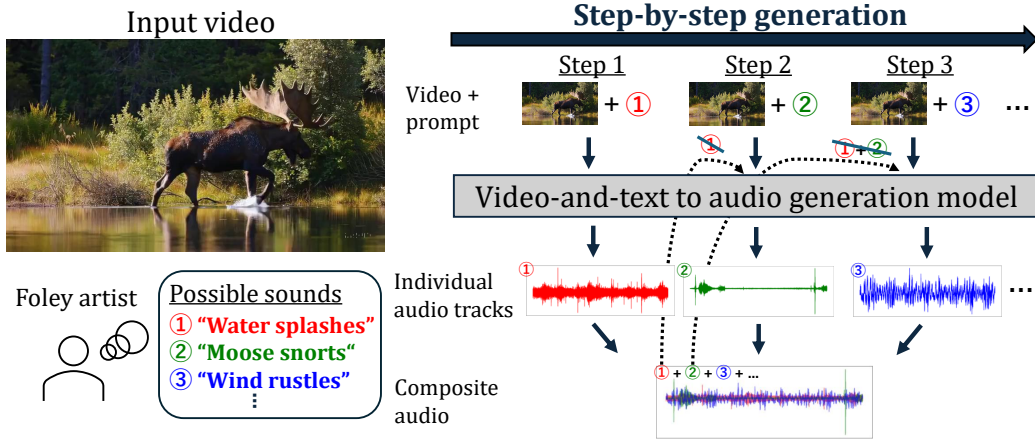 Input video
Step-by-step generation
Step 1
Step 2
Step 3
Video +
prompt
+ ①
+ ②
+ ③
...
①
①+②
Video-and-text to audio generation model
Individual
audio tracks
①
②
③
...
Foley artist
Possible sounds
① “Water splashes”
② “Moose snorts“
③ “Wind rustles”
⋮
Composite
audio
① + ② + ③ + ...